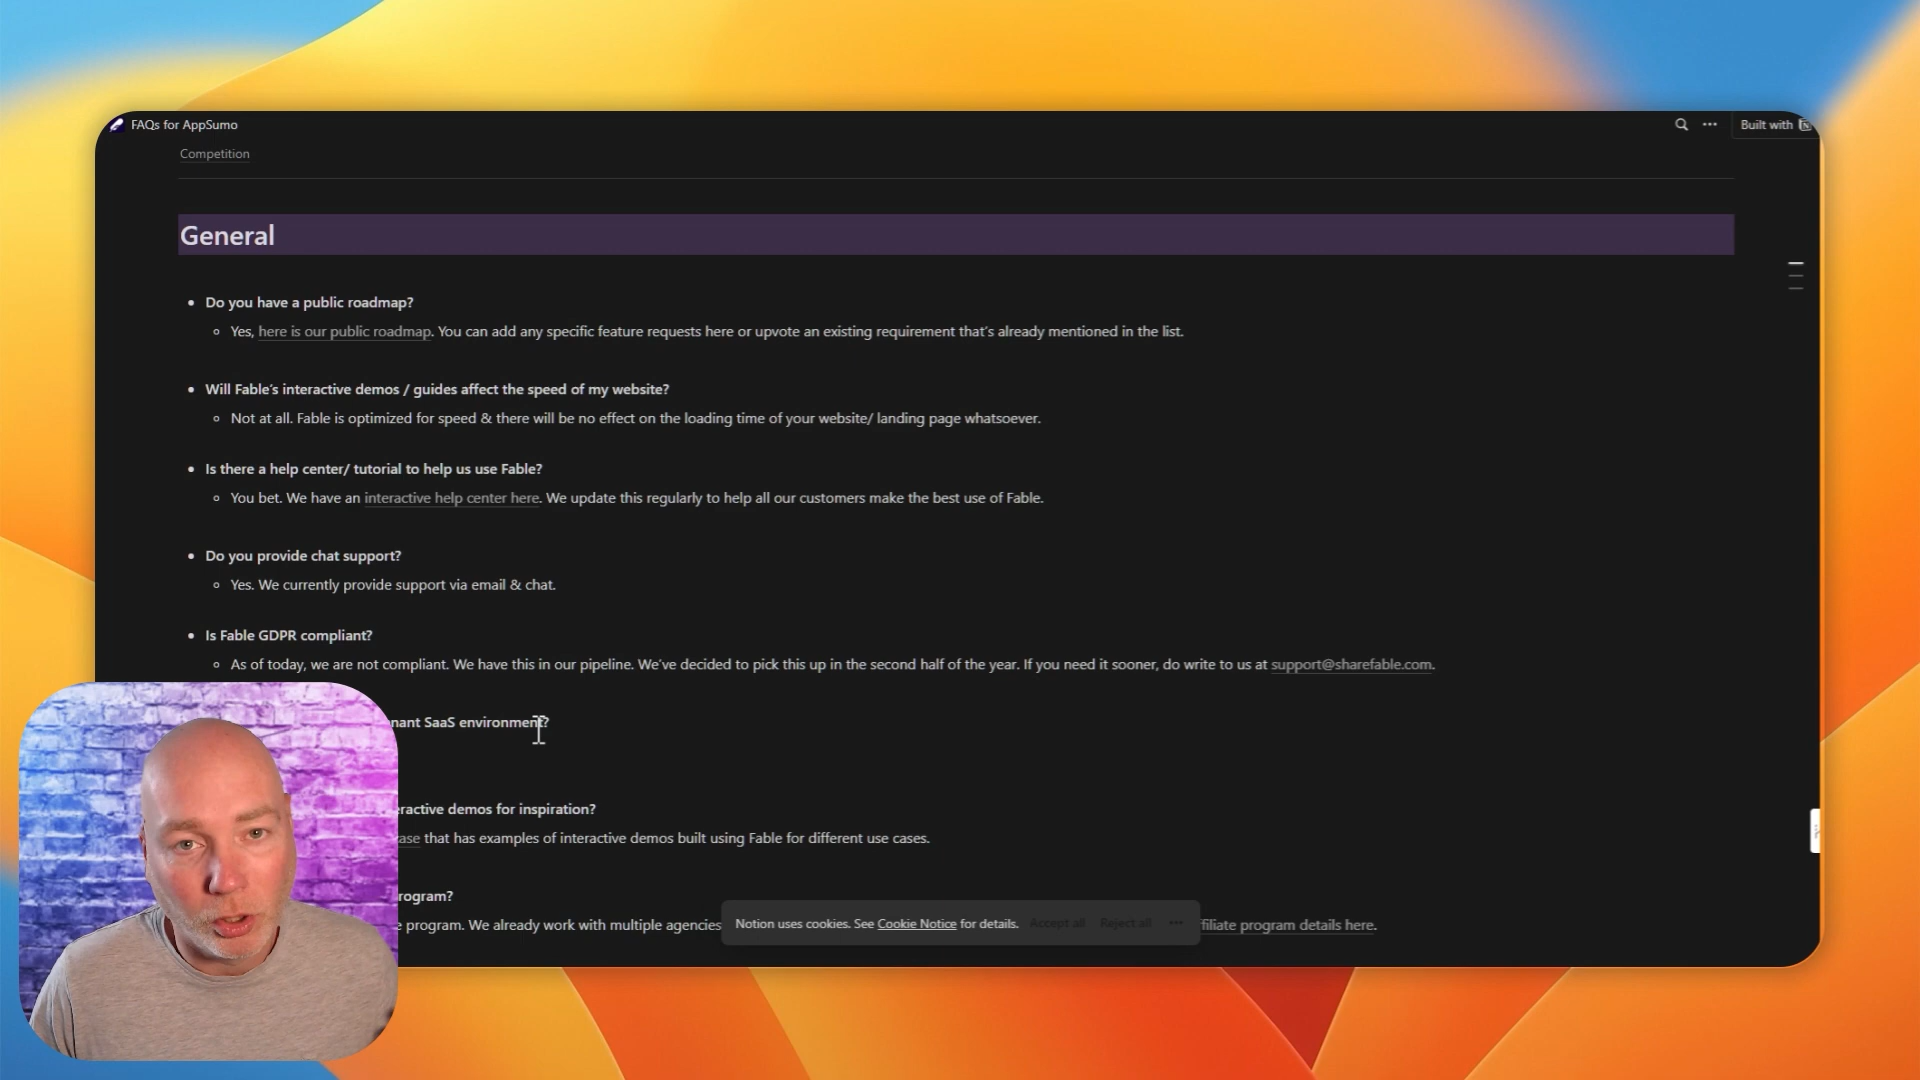 FAQs for AppSumo
Built with
Competition
General
Do you have a public roadmap?
Yes, here is our public roadmap. You can add any specific feature requests here or upvote an existing requirement that's already mentioned in the list.
Will Fable's interactive demos / guides affect the speed of my website?
Not at all. Fable is optimized for speed & there will be no effect on the loading time of your website/ landing page whatsoever.
Is there a help center/ tutorial to help us use Fable?
You bet. We have an interactive help center here. We update this regularly to help all our customers make the best use of Fable.
Do you provide chat support?
Yes. We currently provide support via email & chat.
Is Fable GDPR compliant?
As of today, we are not compliant. We have this in our pipeline. We've decided to pick this up in the second half of the year. If you need it sooner, do write to us at support@sharefable.com.
SaaS environment?
demos for inspiration?
that has examples of interactive demos built using Fable for different use cases.
program. We already work with multiple agencies
program details here.
Notion uses cookies. See Cookie Notice for details. Accept all Reject all